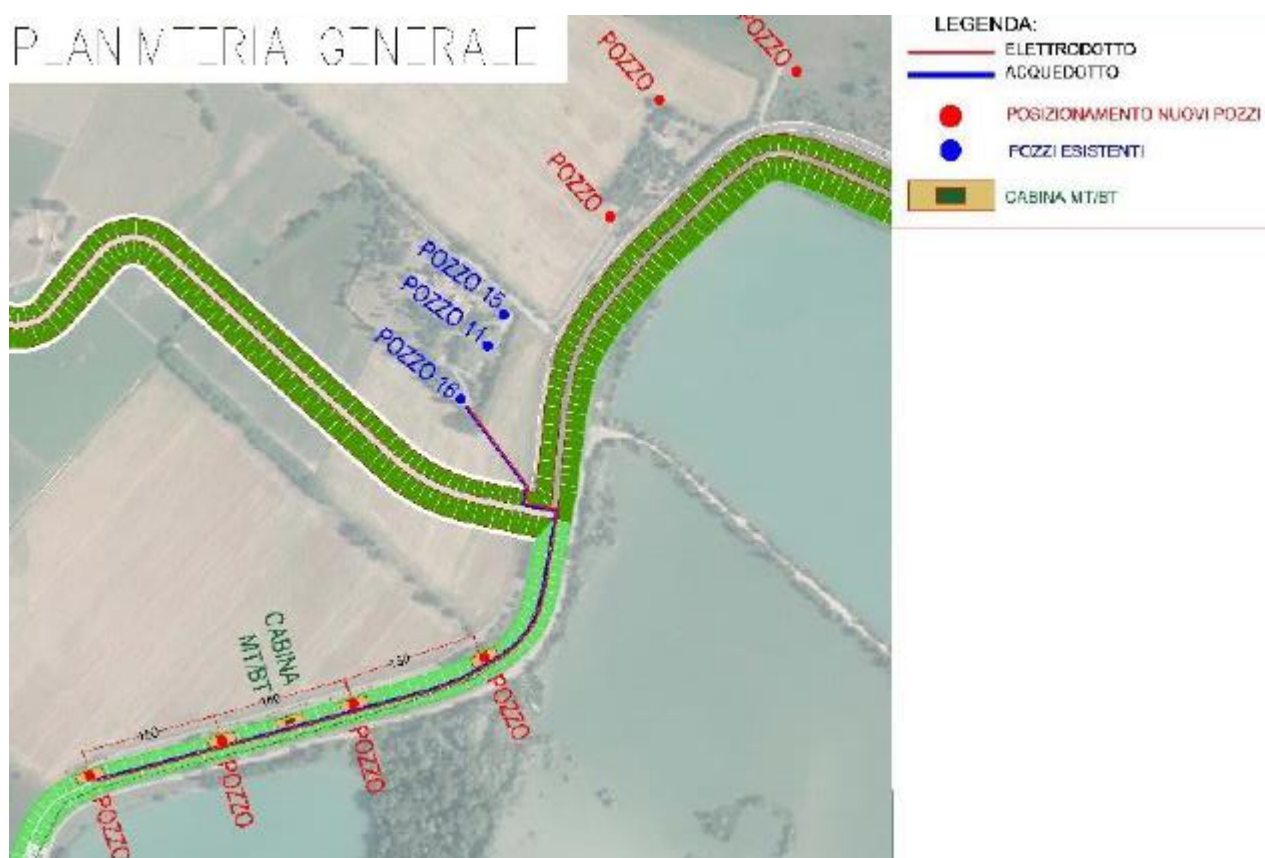 PLANIMETRIA GENERALE
LEGENDA:
ELETTRODOTTO
ACQUEDOTTO
POSIZIONAMENTO NUOVI POZZI
POZZI ESISTENTI
CABINA MT/BT
POZZO
POZZO
POZZO
POZZO 15
POZZO 11
POZZO 16
CABINA
MT/BT
POZZO
POZZO
POZZO
POZZO